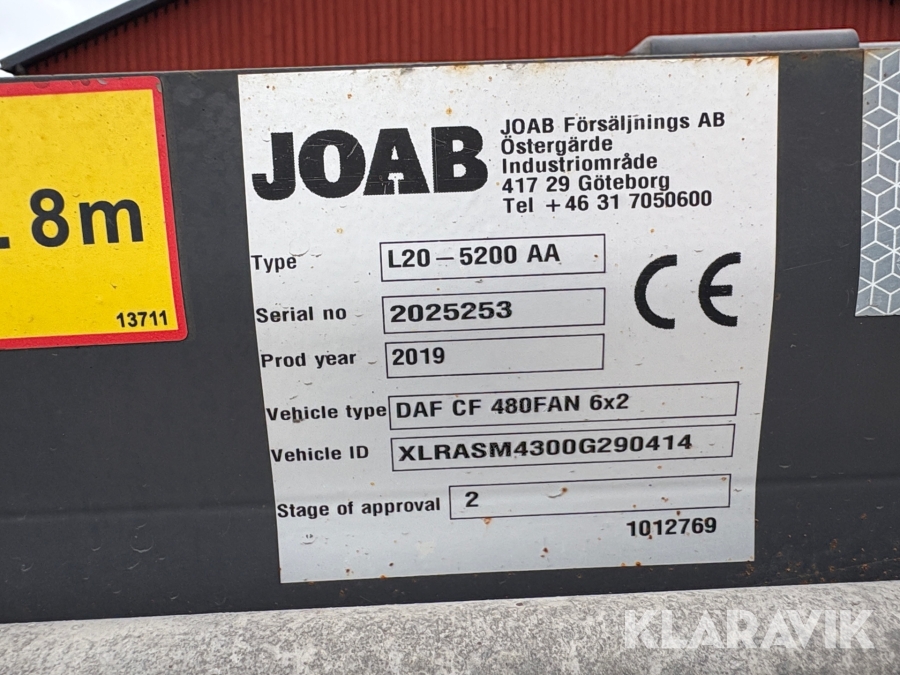 8m
13711
JOAB
JOAB Försäljnings AB
Östergärde
Industriområde
417 29 Göteborg
Tel +46 31 7050600
Type L20-5200 AA
CE
Serial no 2025253
Prod year 2019
Vehicle type DAF CF 480FAN 6x2
Vehicle ID XLRASM4300G290414
Stage of approval 2
1012769
KLARAVIK